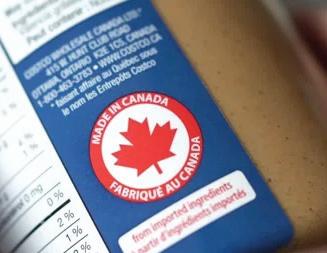 COSTCO WHOLESALE CANADA LTD.*
415 W. HUNT CLUB ROAD
OTTAWA, ONTARIO K2E 1C5, CANADA
1-800-463-3783 • WWW.COSTCO.CA
* faisant affaire au Québec sous
le nom les Entrepôts Costco
MADE IN CANADA
FABRIQUÉ AU CANADA
from imported ingredients
partir d'ingrédients importés
0 mg
0 %
2 %
1 %
2 %